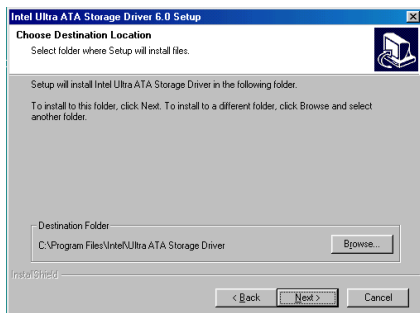 Intel Ultra ATA Storage Driver 6.0 Setup
Choose Destination Location
Select folder where Setup will install files.
Setup will install Intel Ultra ATA Storage Driver in the following folder.
To install to this folder, click Next. To install to a different folder, click Browse and select
another folder.
Destination Folder
C:\Program Files\Intel\Ultra ATA Storage Driver
Browse...
InstallShield
< Back
Next >
Cancel